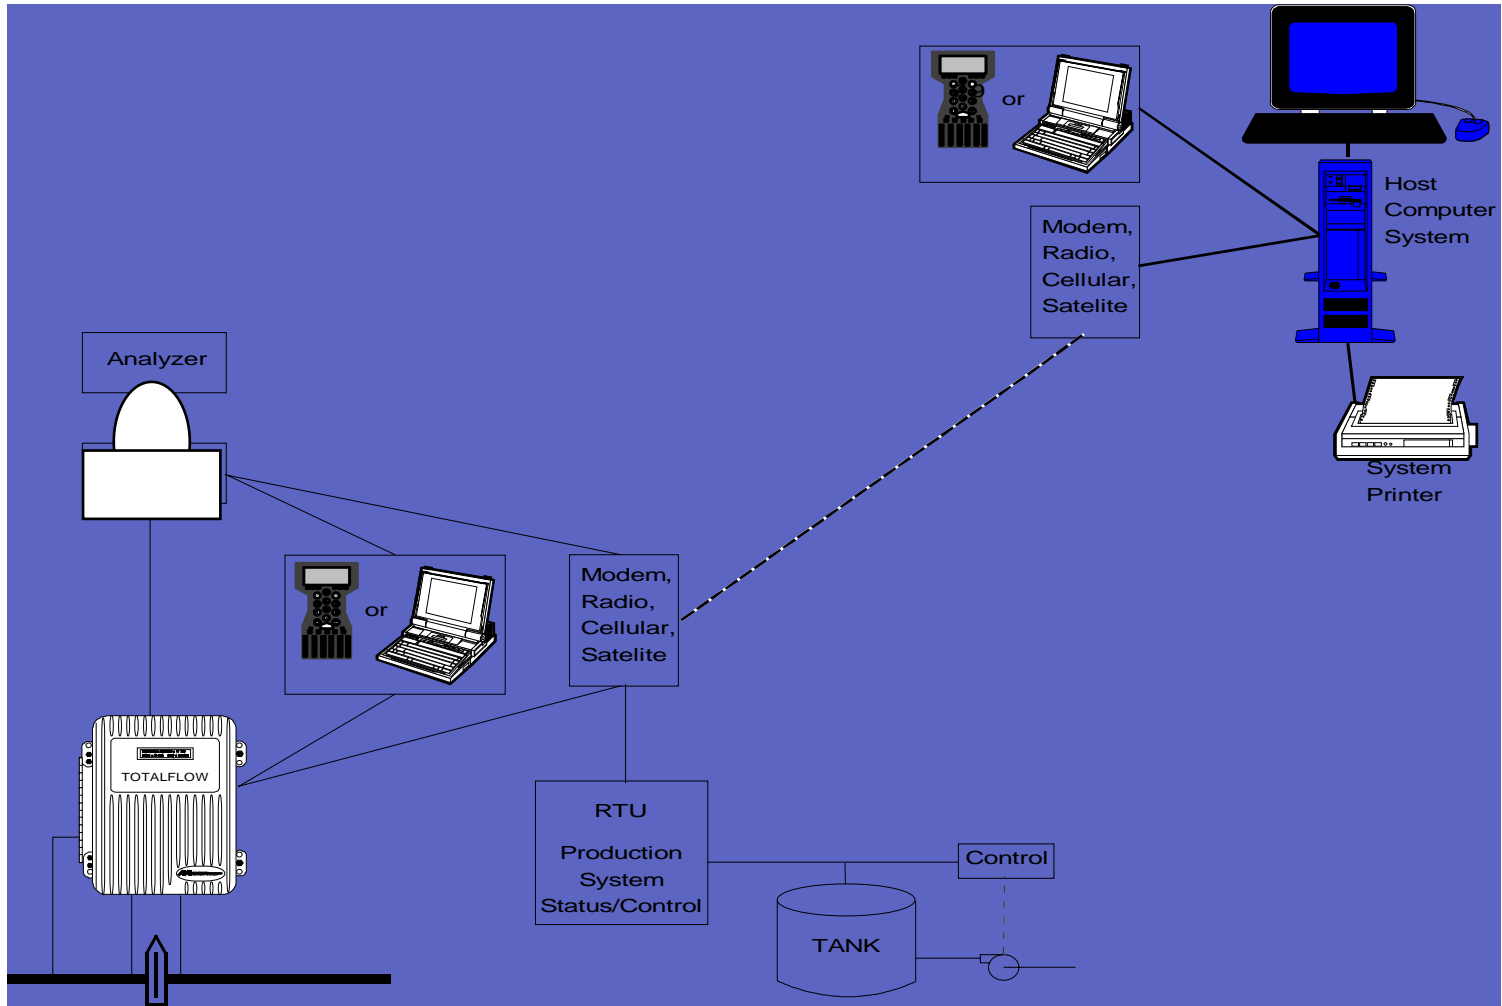 or
Host
Computer
System
Modem,
Radio,
Cellular,
Satelite
System
Printer
Analyzer
or
Modem,
Radio,
Cellular,
Satelite
TOTALFLOW
RTU
Production
System
Status/Control
Control
TANK